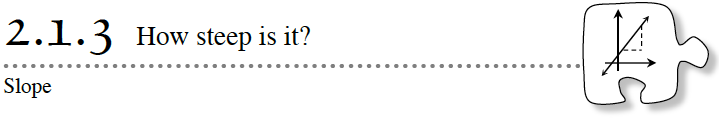 2.1.3 How steep is it?
Slope